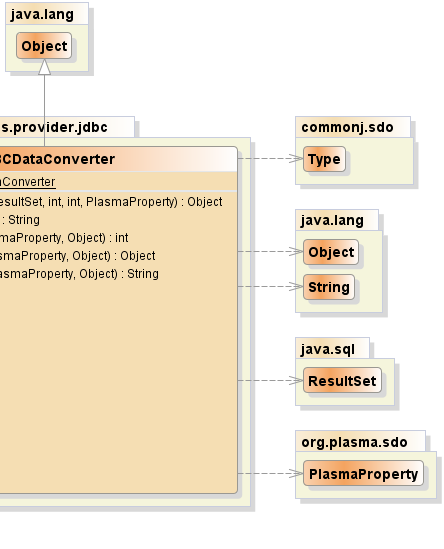 java.lang
Object
s.provider.jdbc
CDataConverter
aConverter
esultSet, int, int, PlasmaProperty) : Object
: String
maProperty, Object) : int
smaProperty, Object) : Object
asmaProperty, Object) : String
commonj.sdo
Type
java.lang
Object
String
java.sql
ResultSet
org.plasma.sdo
PlasmaProperty